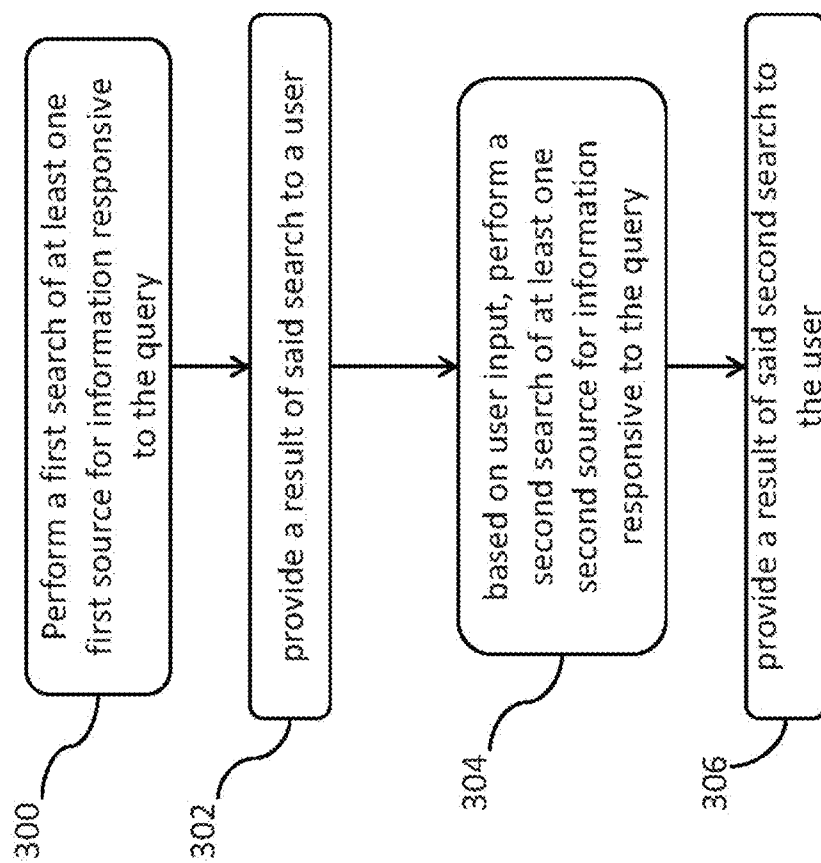 300
Perform a first search of at least one
first source for information responsive
to the query
302
provide a result of said search to a user
304
based on user input, perform a
second search of at least one
second source for information
responsive to the query
306
provide a result of said second search to
the user